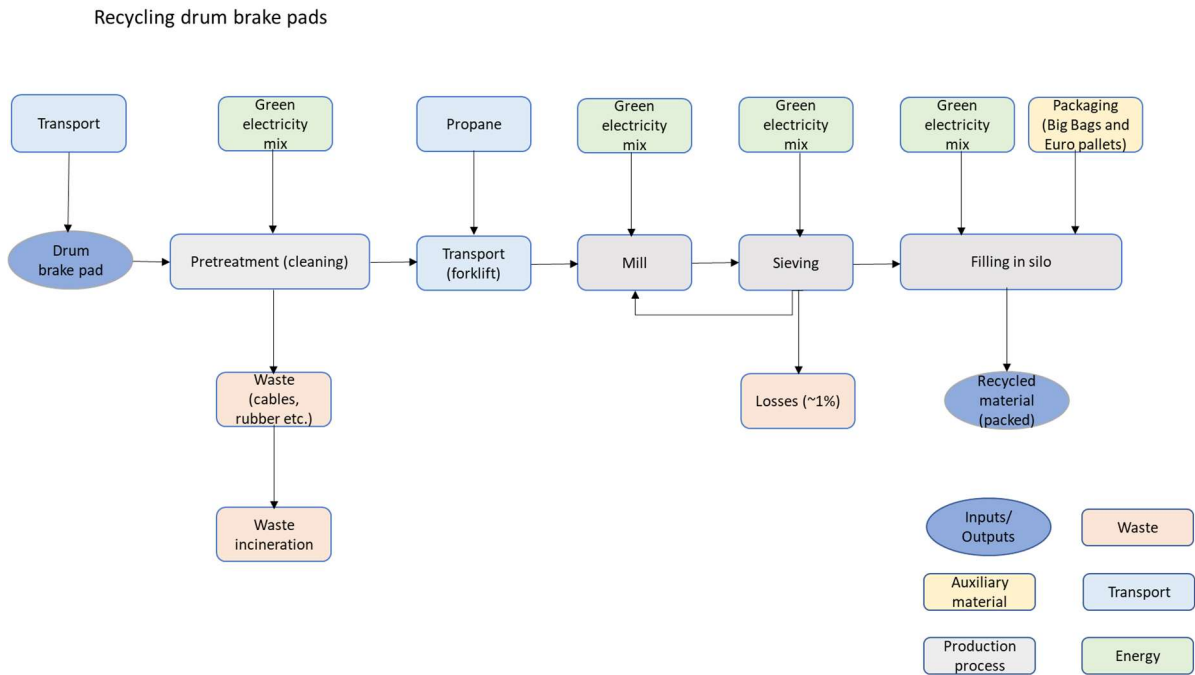 Recycling drum brake pads
Transport
Green
electricity
mix
Propane
Green
electricity
mix
Green
electricity
mix
Green
electricity
mix
Packaging
(Big Bags and
Euro pallets)
Drum
brake pad
Pretreatment (cleaning)
Transport
(forklift)
Mill
Sieving
Filling in silo
Waste
(cables,
rubber etc.)
Losses (~1%)
Recycled
material
(packed)
Waste
incineration
Inputs/
Outputs
Waste
Auxiliary
material
Transport
Production
process
Energy